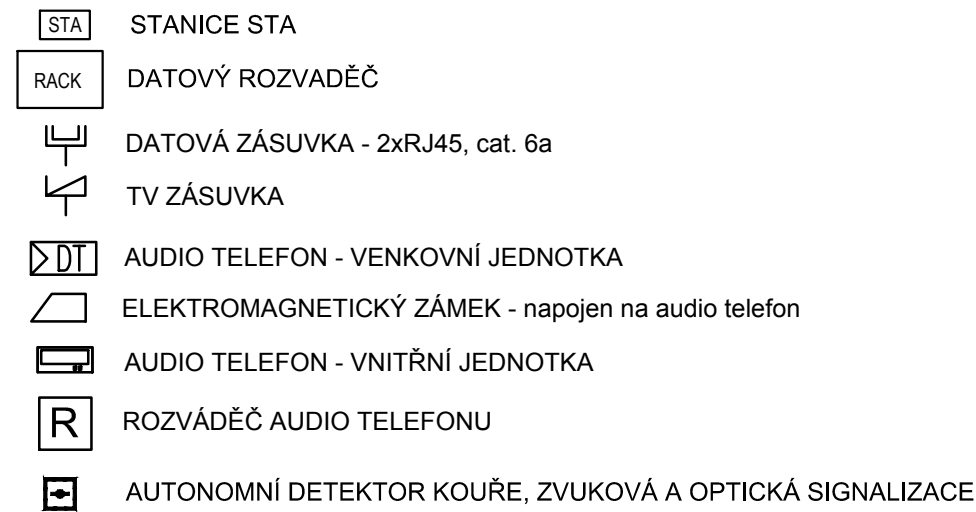 STA STANICE STA
RACK DATOVÝ ROZVADĚČ
DATOVÁ ZÁSUVKA - 2xRJ45, cat. 6a
TV ZÁSUVKA
DT AUDIO TELEFON - VENKOVNÍ JEDNOTKA
ELEKTROMAGNETICKÝ ZÁMEK - napojen na audio telefon
AUDIO TELEFON - VNITŘNÍ JEDNOTKA
R ROZVÁDĚČ AUDIO TELEFONU
AUTONOMNÍ DETEKTOR KOUŘE, ZVUKOVÁ A OPTICKÁ SIGNALIZACE